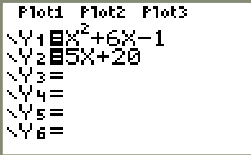 Plot1 Plot2 Plot3
\Y₁=X²+6X−1
\Y₂=5X+20
\Y₃=
\Y₄=
\Y₅=
\Y₆=